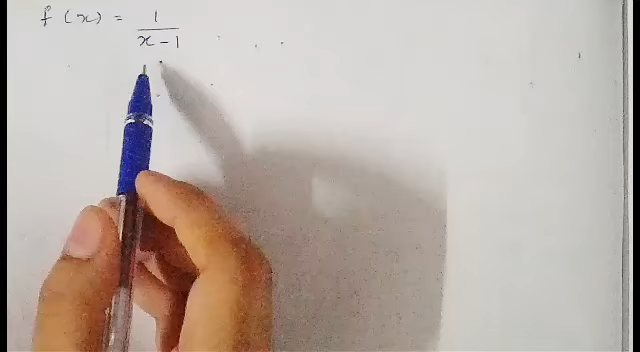 f(x) = 1/(x-1)